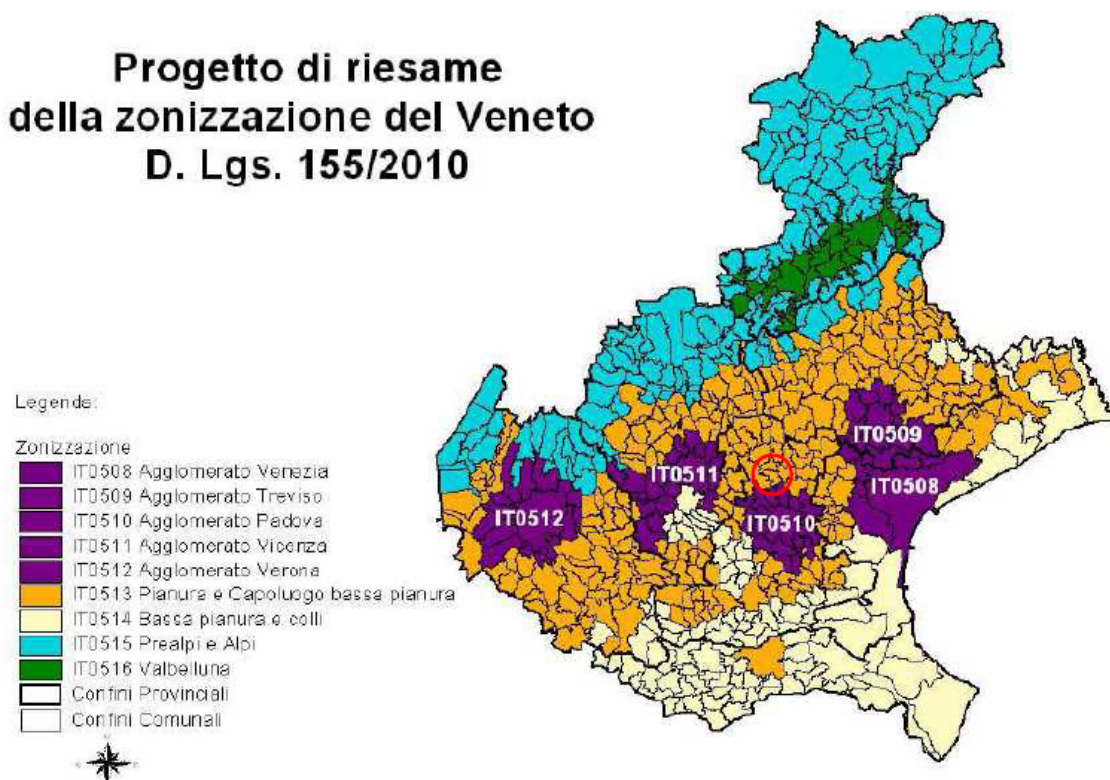 Progetto di riesame
della zonizzazione del Veneto
D. Lgs. 155/2010
Legenda:
Zonizzazione
IT0508 Agglomerato Venezia
IT0509 Agglomerato Treviso
IT0510 Agglomerato Padova
IT0511 Agglomerato Vicenza
IT0512 Agglomerato Verona
IT0513 Pianura e Capoluogo bassa pianura
IT0514 Bassa pianura e colli
IT0515 Prealpi e Alpi
IT0516 Valbelluna
Confini Provinciali
Confini Comunali
IT0509
IT0511
IT0508
IT0512
IT0510